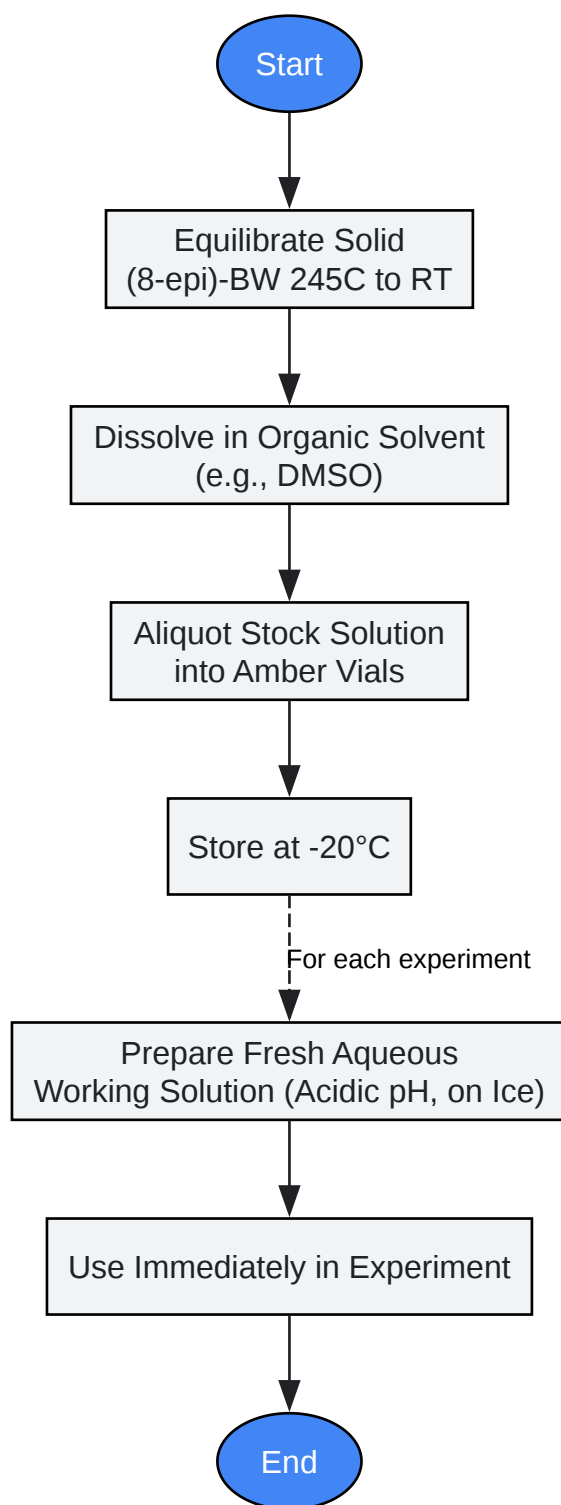 Start
Equilibrate Solid
(8-epi)-BW 245C to RT
Dissolve in Organic Solvent
(e.g., DMSO)
Aliquot Stock Solution
into Amber Vials
Store at -20°C
For each experiment
Prepare Fresh Aqueous
Working Solution (Acidic pH, on Ice)
Use Immediately in Experiment
End